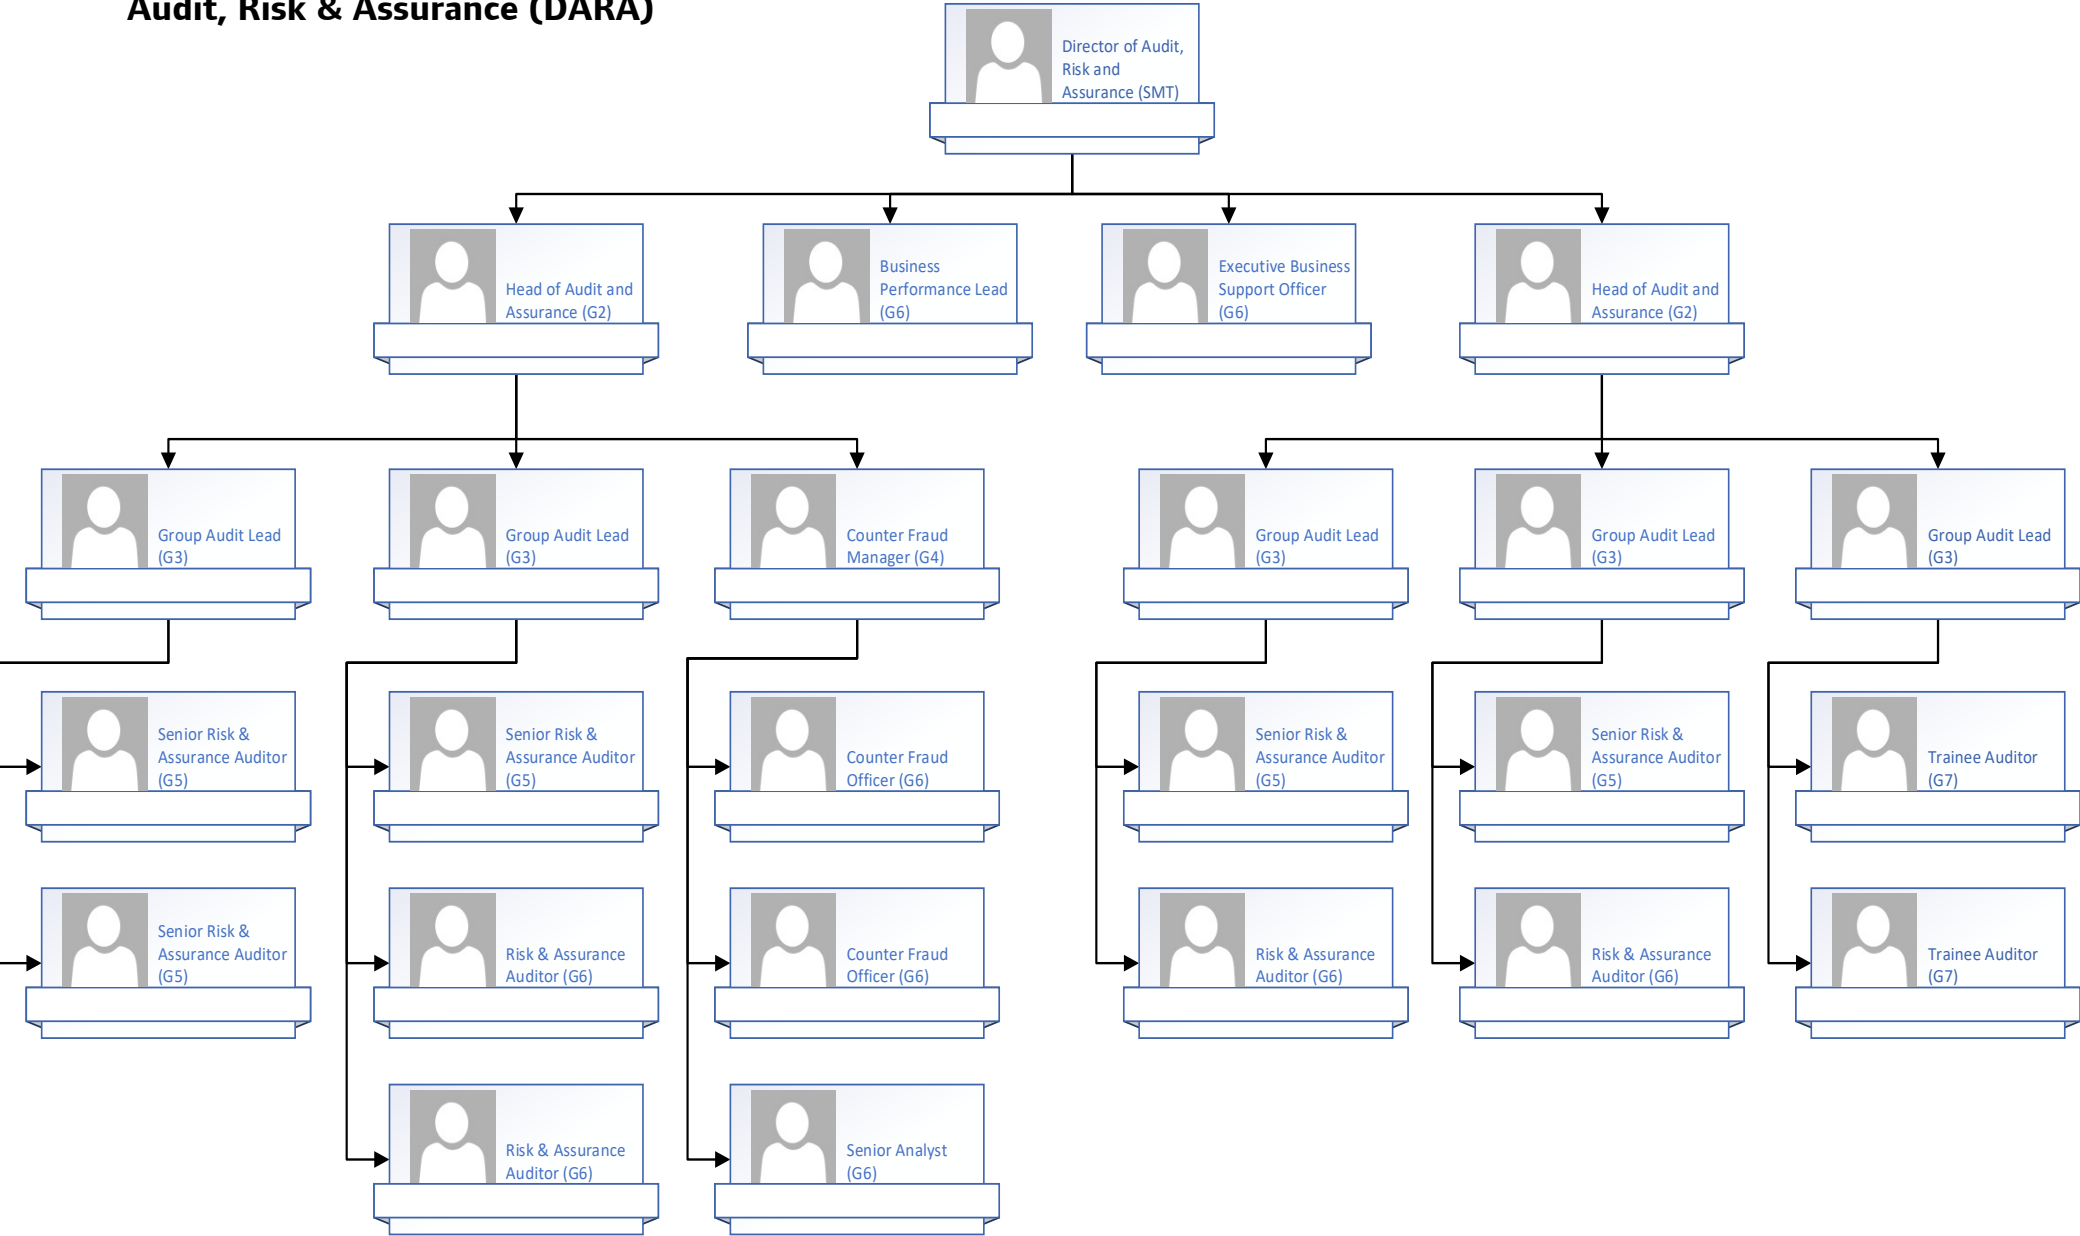 Audit, Risk & Assurance (DARA)
Director of Audit,
Risk and
Assurance (SMT)
Head of Audit and
Assurance (G2)
Business
Performance Lead
(G6)
Executive Business
Support Officer
(G6)
Head of Audit and
Assurance (G2)
Group Audit Lead
(G3)
Group Audit Lead
(G3)
Counter Fraud
Manager (G4)
Group Audit Lead
(G3)
Group Audit Lead
(G3)
Group Audit Lead
(G3)
Senior Risk &
Assurance Auditor
(G5)
Senior Risk &
Assurance Auditor
(G5)
Counter Fraud
Officer (G6)
Senior Risk &
Assurance Auditor
(G5)
Senior Risk &
Assurance Auditor
(G5)
Trainee Auditor
(G7)
Senior Risk &
Assurance Auditor
(G5)
Risk & Assurance
Auditor (G6)
Counter Fraud
Officer (G6)
Risk & Assurance
Auditor (G6)
Risk & Assurance
Auditor (G6)
Trainee Auditor
(G7)
Risk & Assurance
Auditor (G6)
Senior Analyst
(G6)